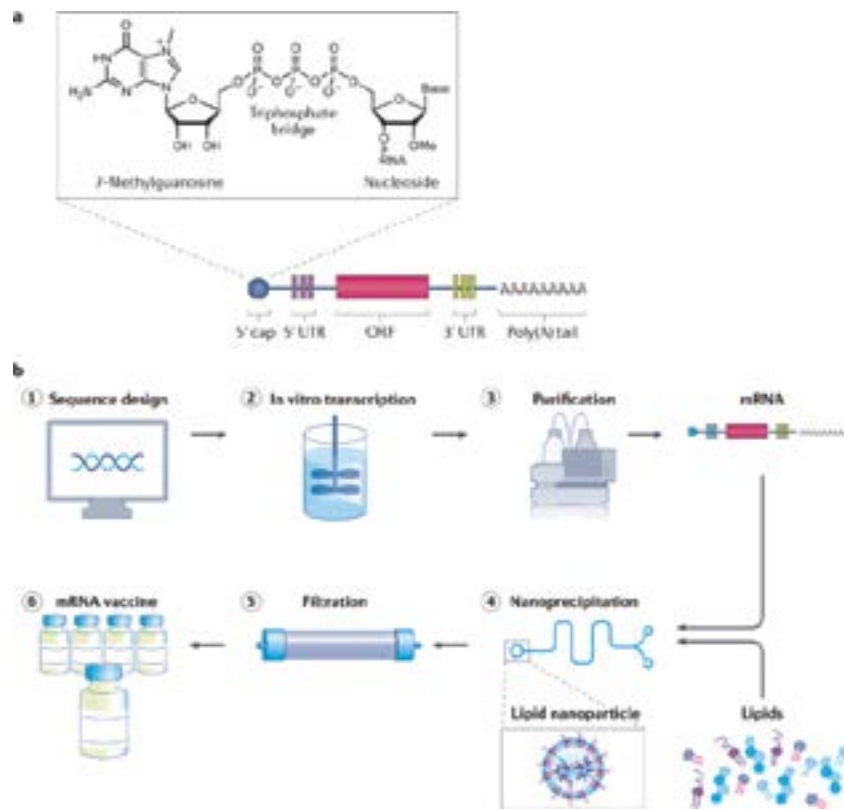 a
O
HN
N
N
H₂N
N
N
O
OH
OH
O
O
O
O
P
P
P
O
O
O⁻
O⁻
O⁻
Triphosphate
bridge
O
O
Base
O
OMe
RNA
7-Methylguanosine
Nucleoside
AAAAAAAAA
5′ cap
5′ UTR
ORF
3′ UTR
Poly(A) tail
b
1 Sequence design
2 In vitro transcription
3 Purification
mRNA
6 mRNA vaccine
5 Filtration
4 Nanoprecipitation
Lipid nanoparticle
Lipids